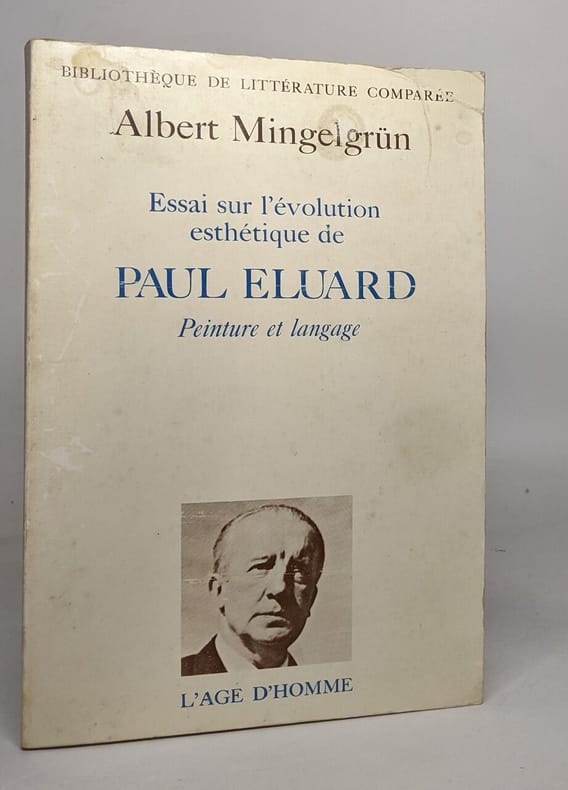 BIBLIOTHÈQUE DE LITTÉRATURE COMPARÉE
Albert Mingelgrün
Essai sur l'évolution
esthétique de
PAUL ELUARD
Peinture et langage
L'AGE D'HOMME